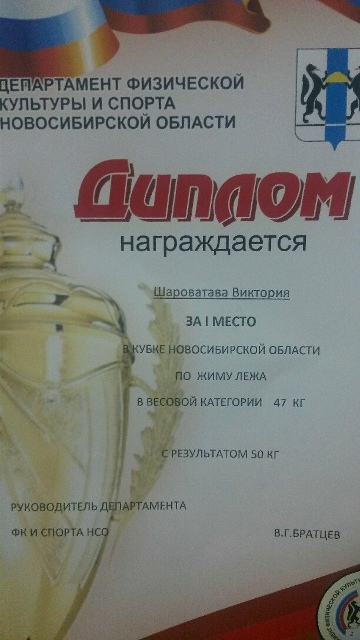 ДЕПАРТАМЕНТ ФИЗИЧЕСКОЙ
КУЛЬТУРЫ И СПОРТА
НОВОСИБИРСКОЙ ОБЛАСТИ
Диплом
награждается
Шароватава Виктория
ЗА I МЕСТО
В КУБКЕ НОВОСИБИРСКОЙ ОБЛАСТИ
ПО ЖИМУ ЛЕЖА
В ВЕСОВОЙ КАТЕГОРИИ 47 КГ
С РЕЗУЛЬТАТОМ 50 КГ
РУКОВОДИТЕЛЬ ДЕПАРТАМЕНТА
ФК И СПОРТА НСО В.Г.БРАТЦЕВ